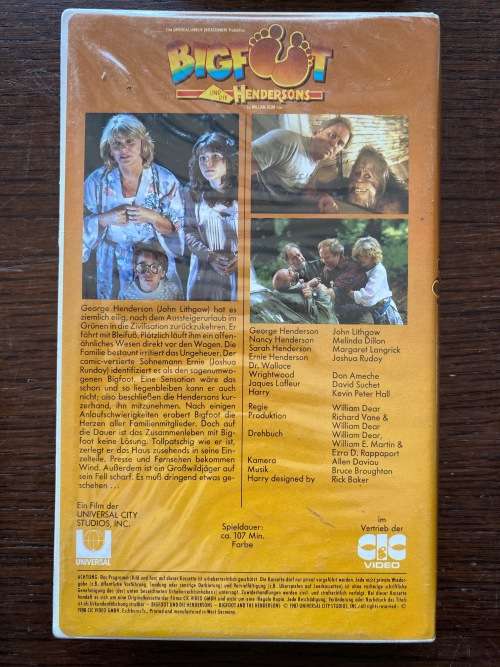 BIGFOOT
UND DIE HENDERSONS
George Henderson (John Lithgow) hat es
ziemlich eilig, nach dem Aussteigerurlaub im
Grünen in die Zivilisation zurückzukehren. Er
fährt mit Bleifuß. Plötzlich läuft ihm ein affen-
ähnliches Wesen direkt vor den Wagen. Die
Familie bestaunt irritiert das Ungeheuer. Der
comic-versierte Sohnemann Ernie (Joshua
Runday) identifiziert es als den sagenumwo-
genen Bigfoot. Eine Sensation wäre das
schon und so liegenbleiben kann er auch
nicht; also beschließen die Hendersons kur-
zerhand, ihn mitzunehmen. Nach einigen
Anlaufschwierigkeiten erobert Bigfoot die
Herzen aller Familienmitglieder. Doch auf
die Dauer ist das Zusammenleben mit Big-
foot keine Lösung. Tollpatschig wie er ist,
zerlegt er das Haus zusehends in seine Ein-
zelteile. Presse und Fernsehen bekommen
Wind. Außerdem ist ein Großwildjäger auf
sein Fell scharf. Es muß dringend etwas ge-
schehen ...
George Henderson John Lithgow
Nancy Henderson Melinda Dillon
Sarah Henderson Margaret Langrick
Ernie Henderson Joshua Rudoy
Dr. Wallace
Wrightwood Don Ameche
Jaques Lafleur David Suchet
Harry Kevin Peter Hall
Regie William Dear
Produktion Richard Vane &
William Dear
Drehbuch William Dear,
William E. Martin &
Ezra D. Rappaport
Kamera Allen Daviau
Musik Bruce Broughton
Harry designed by Rick Baker
Ein Film der
UNIVERSAL CITY
STUDIOS, INC.
UNIVERSAL
Spieldauer:
ca. 107 Min.
Farbe
im
Vertrieb der
CIC
VIDEO